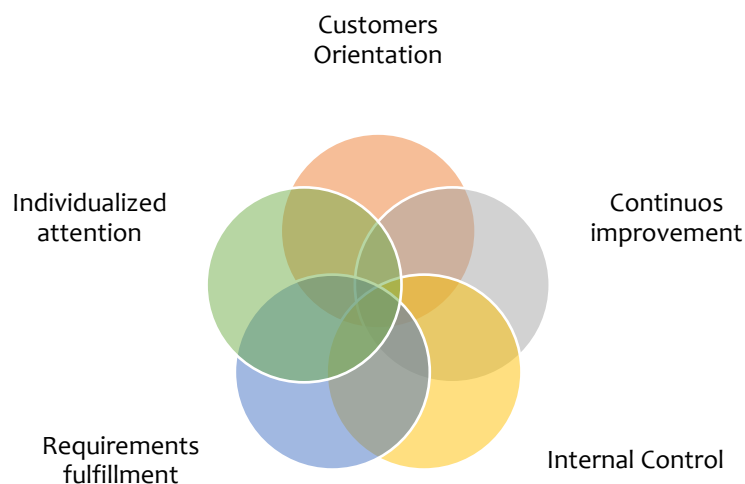 Customers
Orientation
Individualized
attention
Continuos
improvement
Requirements
fulfillment
Internal Control